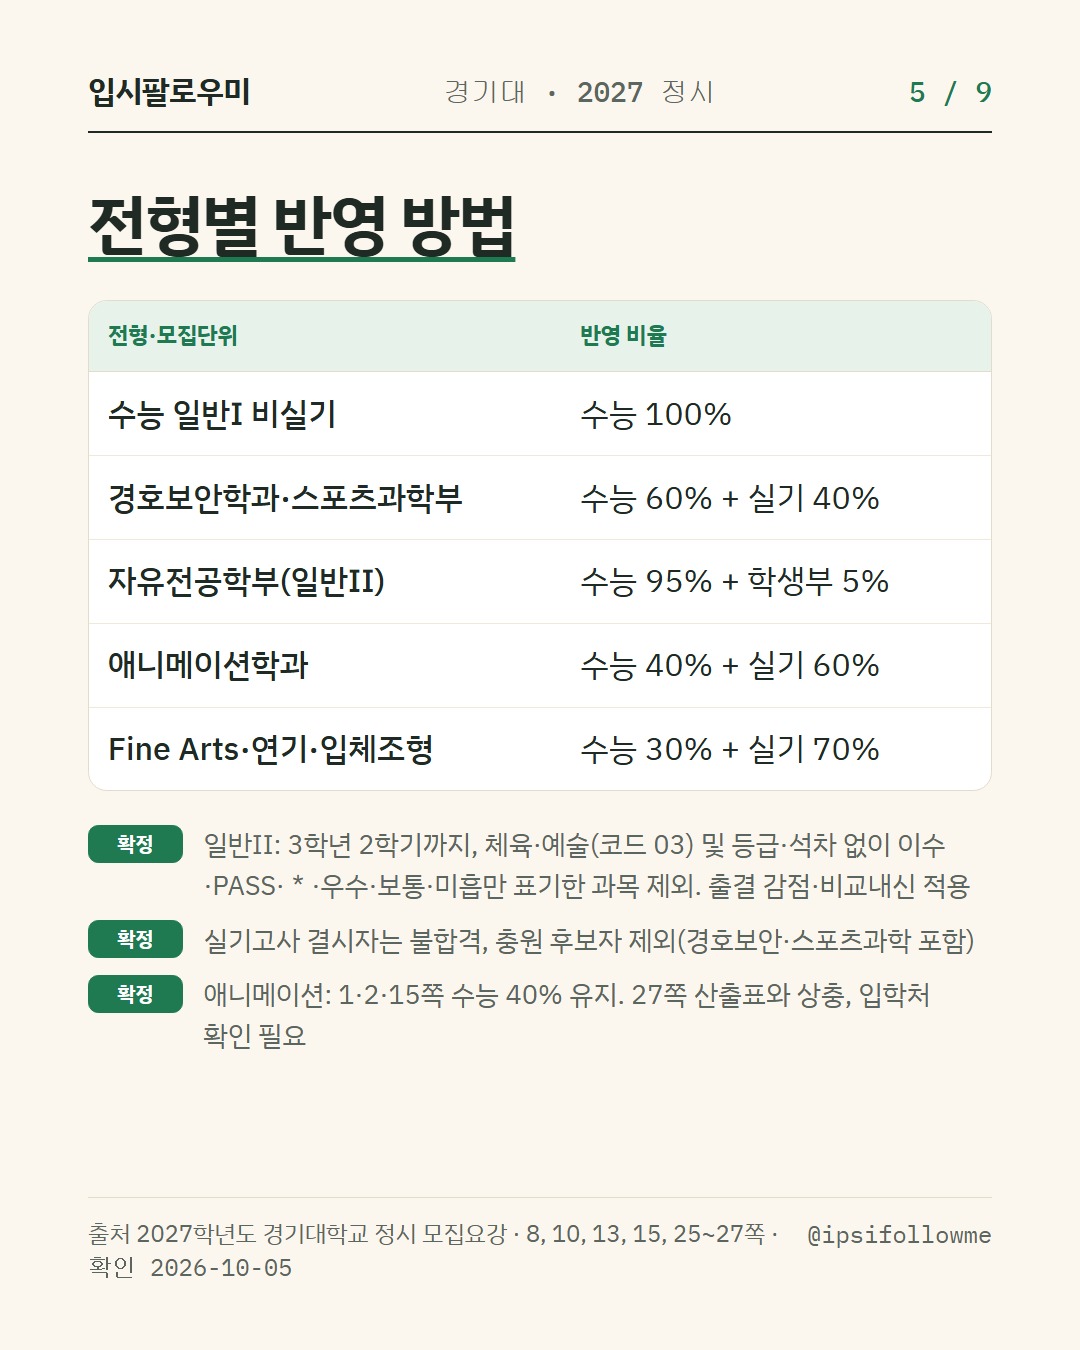 입시팔로우미
경기대 · 2027 정시
5 / 9
전형별 반영 방법
전형·모집단위 반영 비율
수능 일반I 비실기 수능 100%
경호보안학과·스포츠과학부 수능 60% + 실기 40%
자유전공학부(일반II) 수능 95% + 학생부 5%
애니메이션학과 수능 40% + 실기 60%
Fine Arts·연기·입체조형 수능 30% + 실기 70%
확정 일반II: 3학년 2학기까지, 체육·예술(코드 03) 및 등급·석차 없이 이수
·PASS· * ·우수·보통·미흡만 표기한 과목 제외. 출결 감점·비교내신 적용
확정 실기고사 결시자는 불합격, 충원 후보자 제외(경호보안·스포츠과학 포함)
확정 애니메이션: 1·2·15쪽 수능 40% 유지. 27쪽 산출표와 상충, 입학처
확인 필요
출처 2027학년도 경기대학교 정시 모집요강 · 8, 10, 13, 15, 25~27쪽 ·
확인 2026-10-05
@ipsifollowme